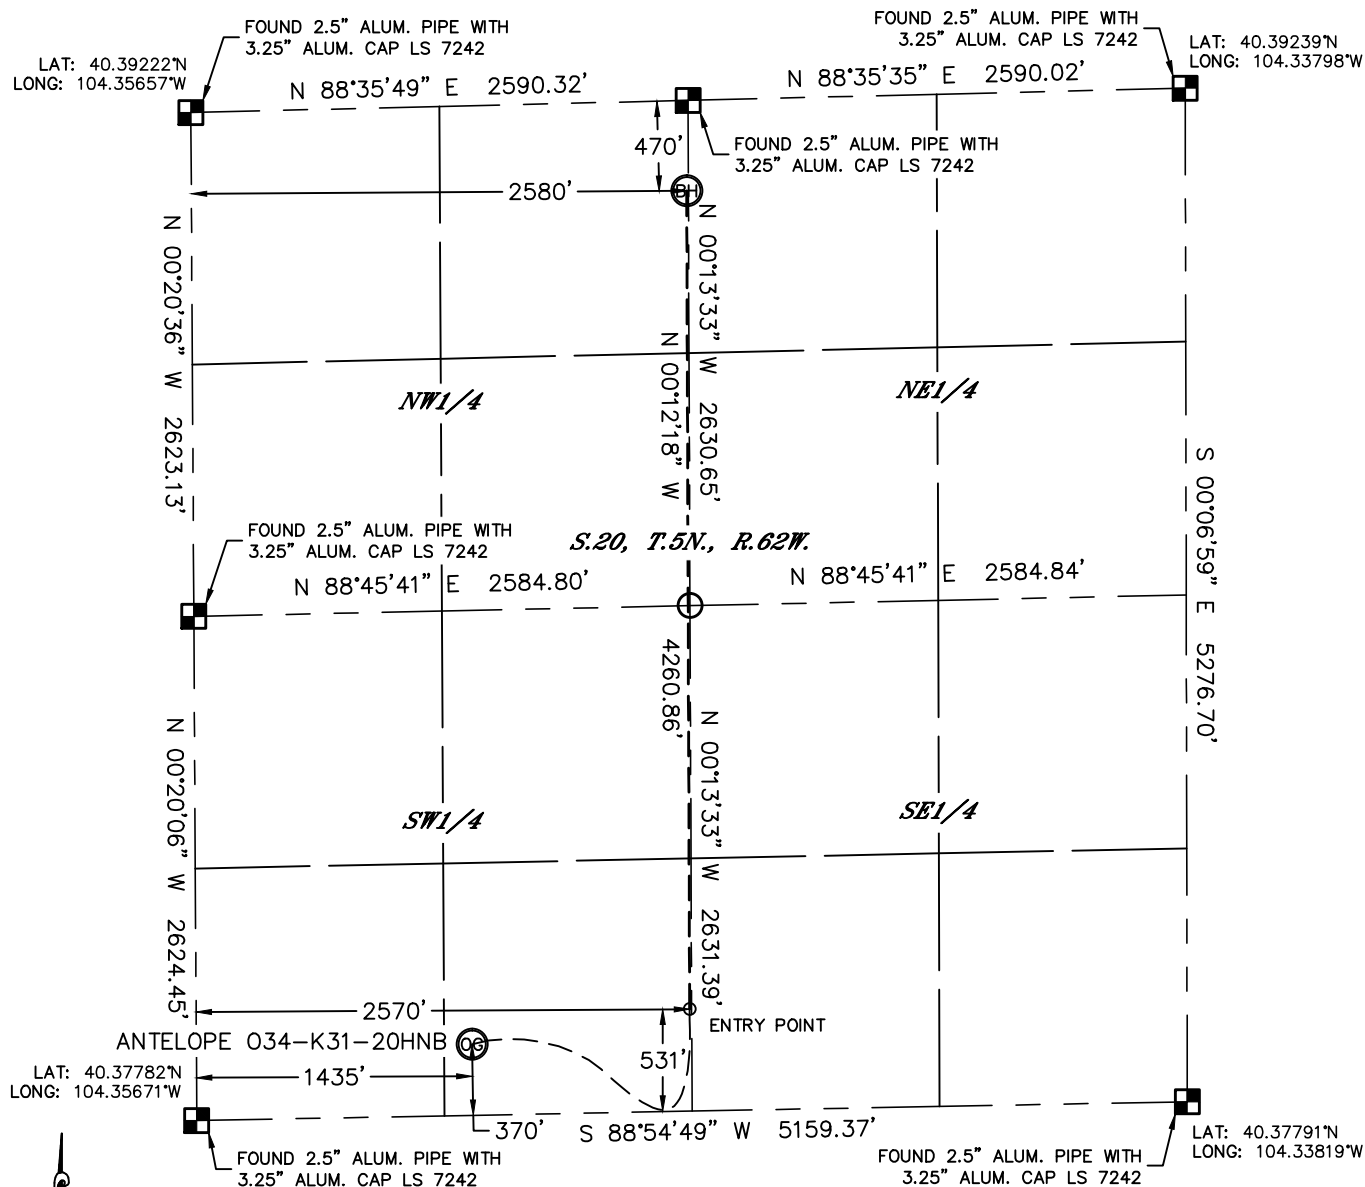 FOUND 2.5" ALUM. PIPE WITH
3.25" ALUM. CAP LS 7242
FOUND 2.5" ALUM. PIPE WITH
3.25" ALUM. CAP LS 7242
LAT: 40.39222°N
LONG: 104.35657°W
LAT: 40.39239°N
LONG: 104.33798°W
N 88°35'49" E 2590.32'
N 88°35'35" E 2590.02'
470'
FOUND 2.5" ALUM. PIPE WITH
3.25" ALUM. CAP LS 7242
2580'
BH
N 00°20'36" W 2623.13'
N 00°13'33" W 2630.65'
N 00°12'18" W 4260.86'
NW1/4
NE1/4
S 00°06'59" E 5276.70'
FOUND 2.5" ALUM. PIPE WITH
3.25" ALUM. CAP LS 7242
S.20, T.5N., R.62W.
N 88°45'41" E 2584.80'
N 88°45'41" E 2584.84'
N 00°20'06" W 2624.45'
N 00°13'33" W 2631.39'
SW1/4
SE1/4
2570'
ENTRY POINT
ANTELOPE O34-K31-20HNB
OG
531'
LAT: 40.37782°N
LONG: 104.35671°W
1435'
370'
S 88°54'49" W 5159.37'
LAT: 40.37791°N
LONG: 104.33819°W
FOUND 2.5" ALUM. PIPE WITH
3.25" ALUM. CAP LS 7242
FOUND 2.5" ALUM. PIPE WITH
3.25" ALUM. CAP LS 7242